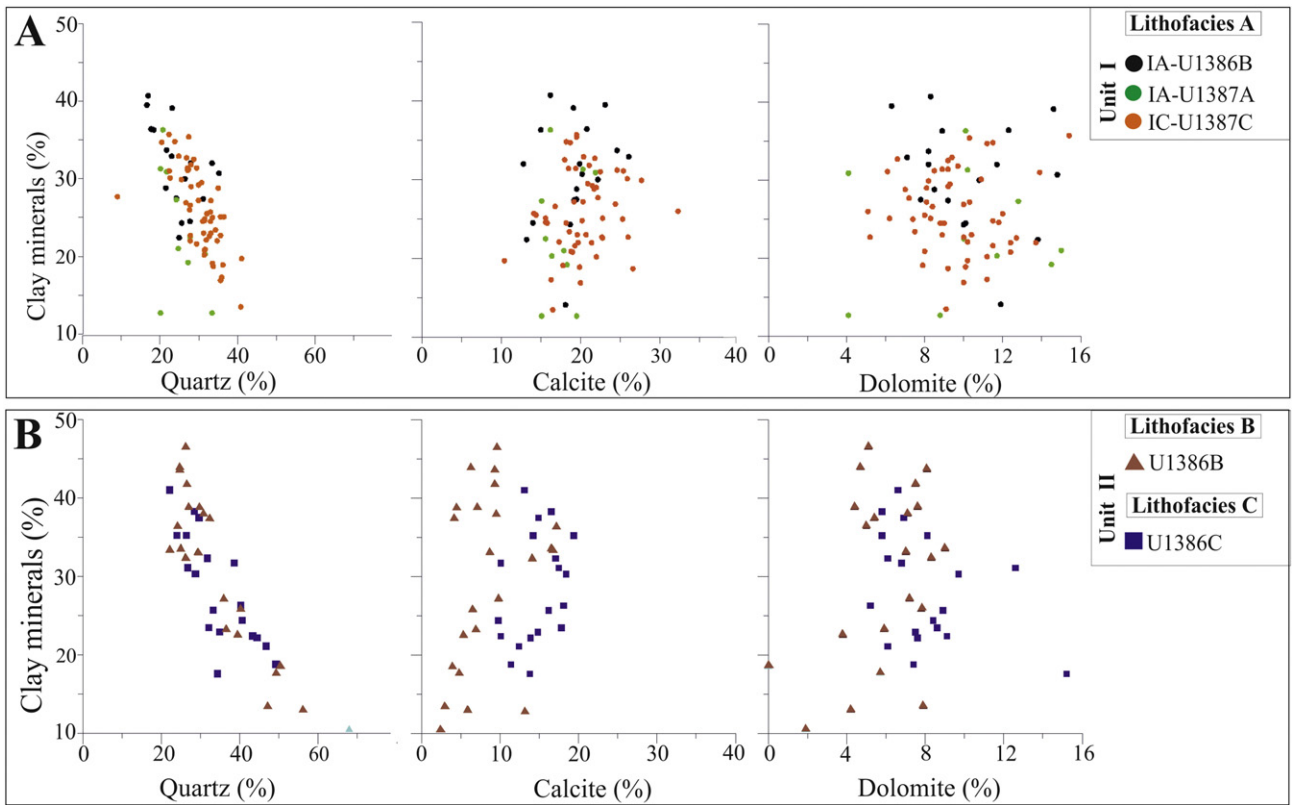 A
Clay minerals (%)
50
40
30
20
10
0 20 40 60
Quartz (%)
0 10 20 30 40
Calcite (%)
0 4 8 12 16
Dolomite (%)
Lithofacies A
Unit I
IA-U1386B
IA-U1387A
IC-U1387C
B
Clay minerals (%)
50
40
30
20
10
0 20 40 60
Quartz (%)
0 10 20 30 40
Calcite (%)
0 4 8 12 16
Dolomite (%)
Unit II
Lithofacies B
U1386B
Lithofacies C
U1386C